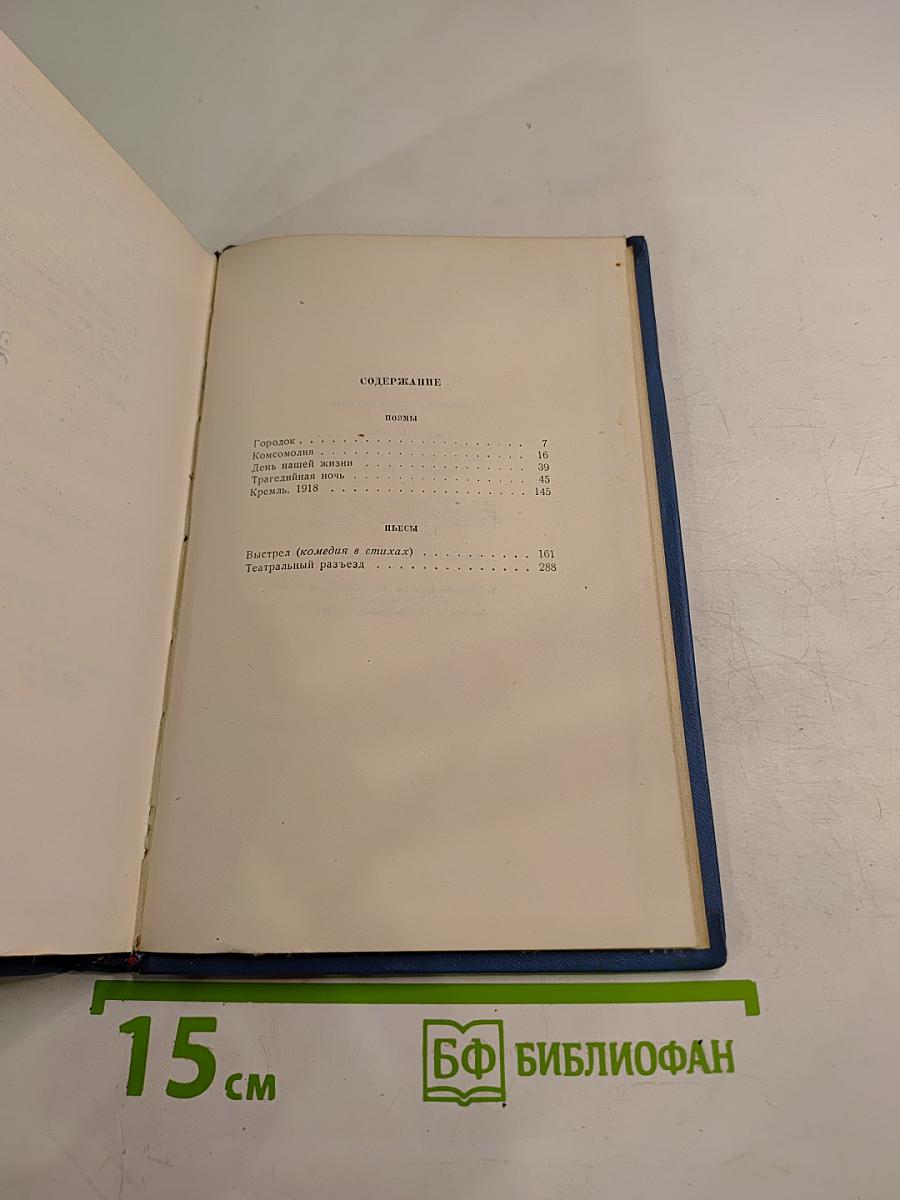 СОДЕРЖАНИЕ
ПОЭМЫ
Городок . . . . . . . . . . . . . . . . . . . . . 7
Комсомолия . . . . . . . . . . . . . . . . . . . 16
День нашей жизни . . . . . . . . . . . . . . 39
Трагедийная ночь . . . . . . . . . . . . . . . 45
Кремль. 1918 . . . . . . . . . . . . . . . . . . 145
ПЬЕСЫ
Выстрел (комедия в стихах) . . . . . . . . . . 161
Театральный разъезд . . . . . . . . . . . . . . 288
15 см
БФ БИБЛИОФАН